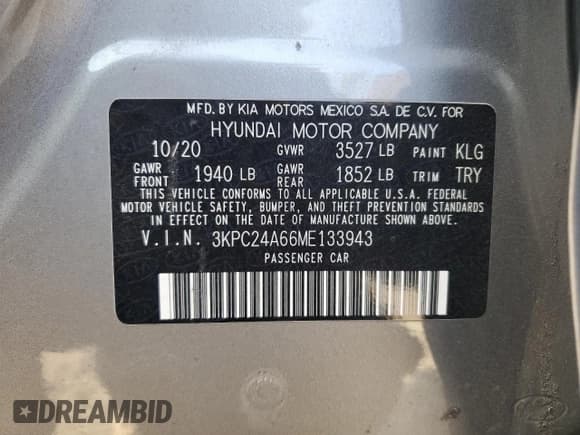 MFD. BY KIA MOTORS MEXICO S.A. DE C.V. FOR
HYUNDAI MOTOR COMPANY
10/20 GVWR 3527 LB PAINT KLG
GAWR FRONT 1940 LB GAWR REAR 1852 LB TRIM TRY
THIS VEHICLE CONFORMS TO ALL APPLICABLE U.S.A. FEDERAL
MOTOR VEHICLE SAFETY, BUMPER, AND THEFT PREVENTION STANDARDS
IN EFFECT ON THE DATE OF MANUFACTURE SHOWN ABOVE.
V.I.N. 3KPC24A66ME133943
PASSENGER CAR
DREAMBID